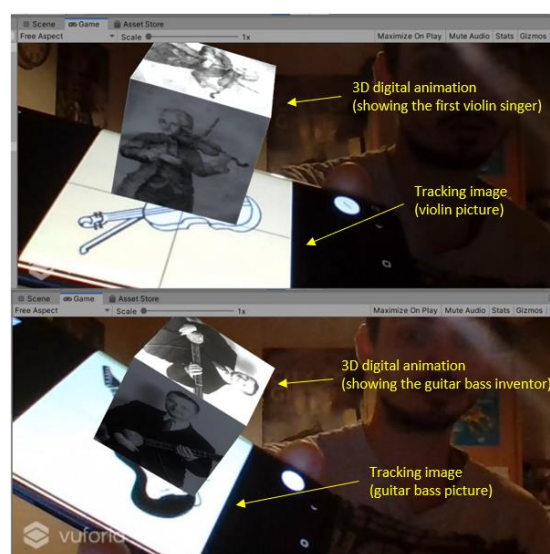 Scene Game Asset Store
Free Aspect Scale 1x Maximize On Play Mute Audio Stats Gizmos
3D digital animation
(showing the first violin singer)
Tracking image
(violin picture)
Scene Game Asset Store
Free Aspect Scale 1x Maximize On Play Mute Audio Stats Gizmos
3D digital animation
(showing the guitar bass inventor)
Tracking image
(guitar bass picture)
vuforia